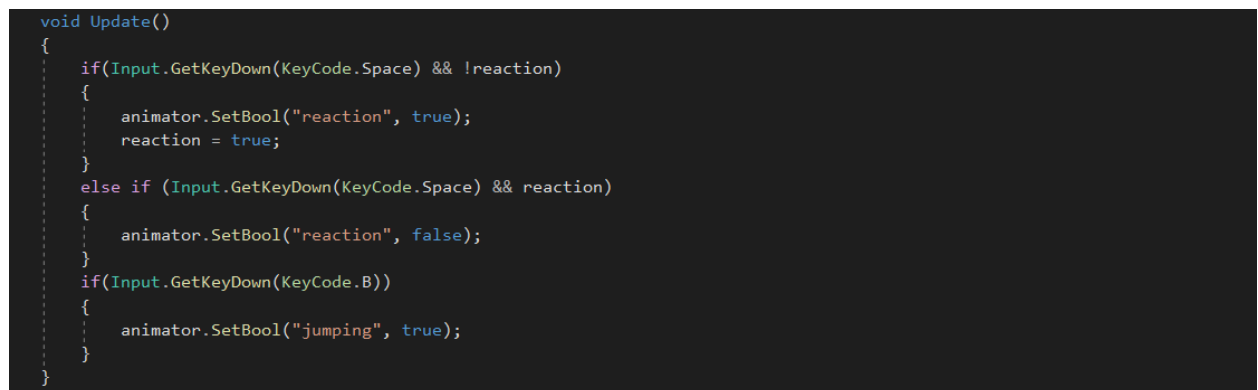 void Update()
{
if(Input.GetKeyDown(KeyCode.Space) && !reaction)
{
animator.SetBool("reaction", true);
reaction = true;
}
else if (Input.GetKeyDown(KeyCode.Space) && reaction)
{
animator.SetBool("reaction", false);
}
if(Input.GetKeyDown(KeyCode.B))
{
animator.SetBool("jumping", true);
}
}